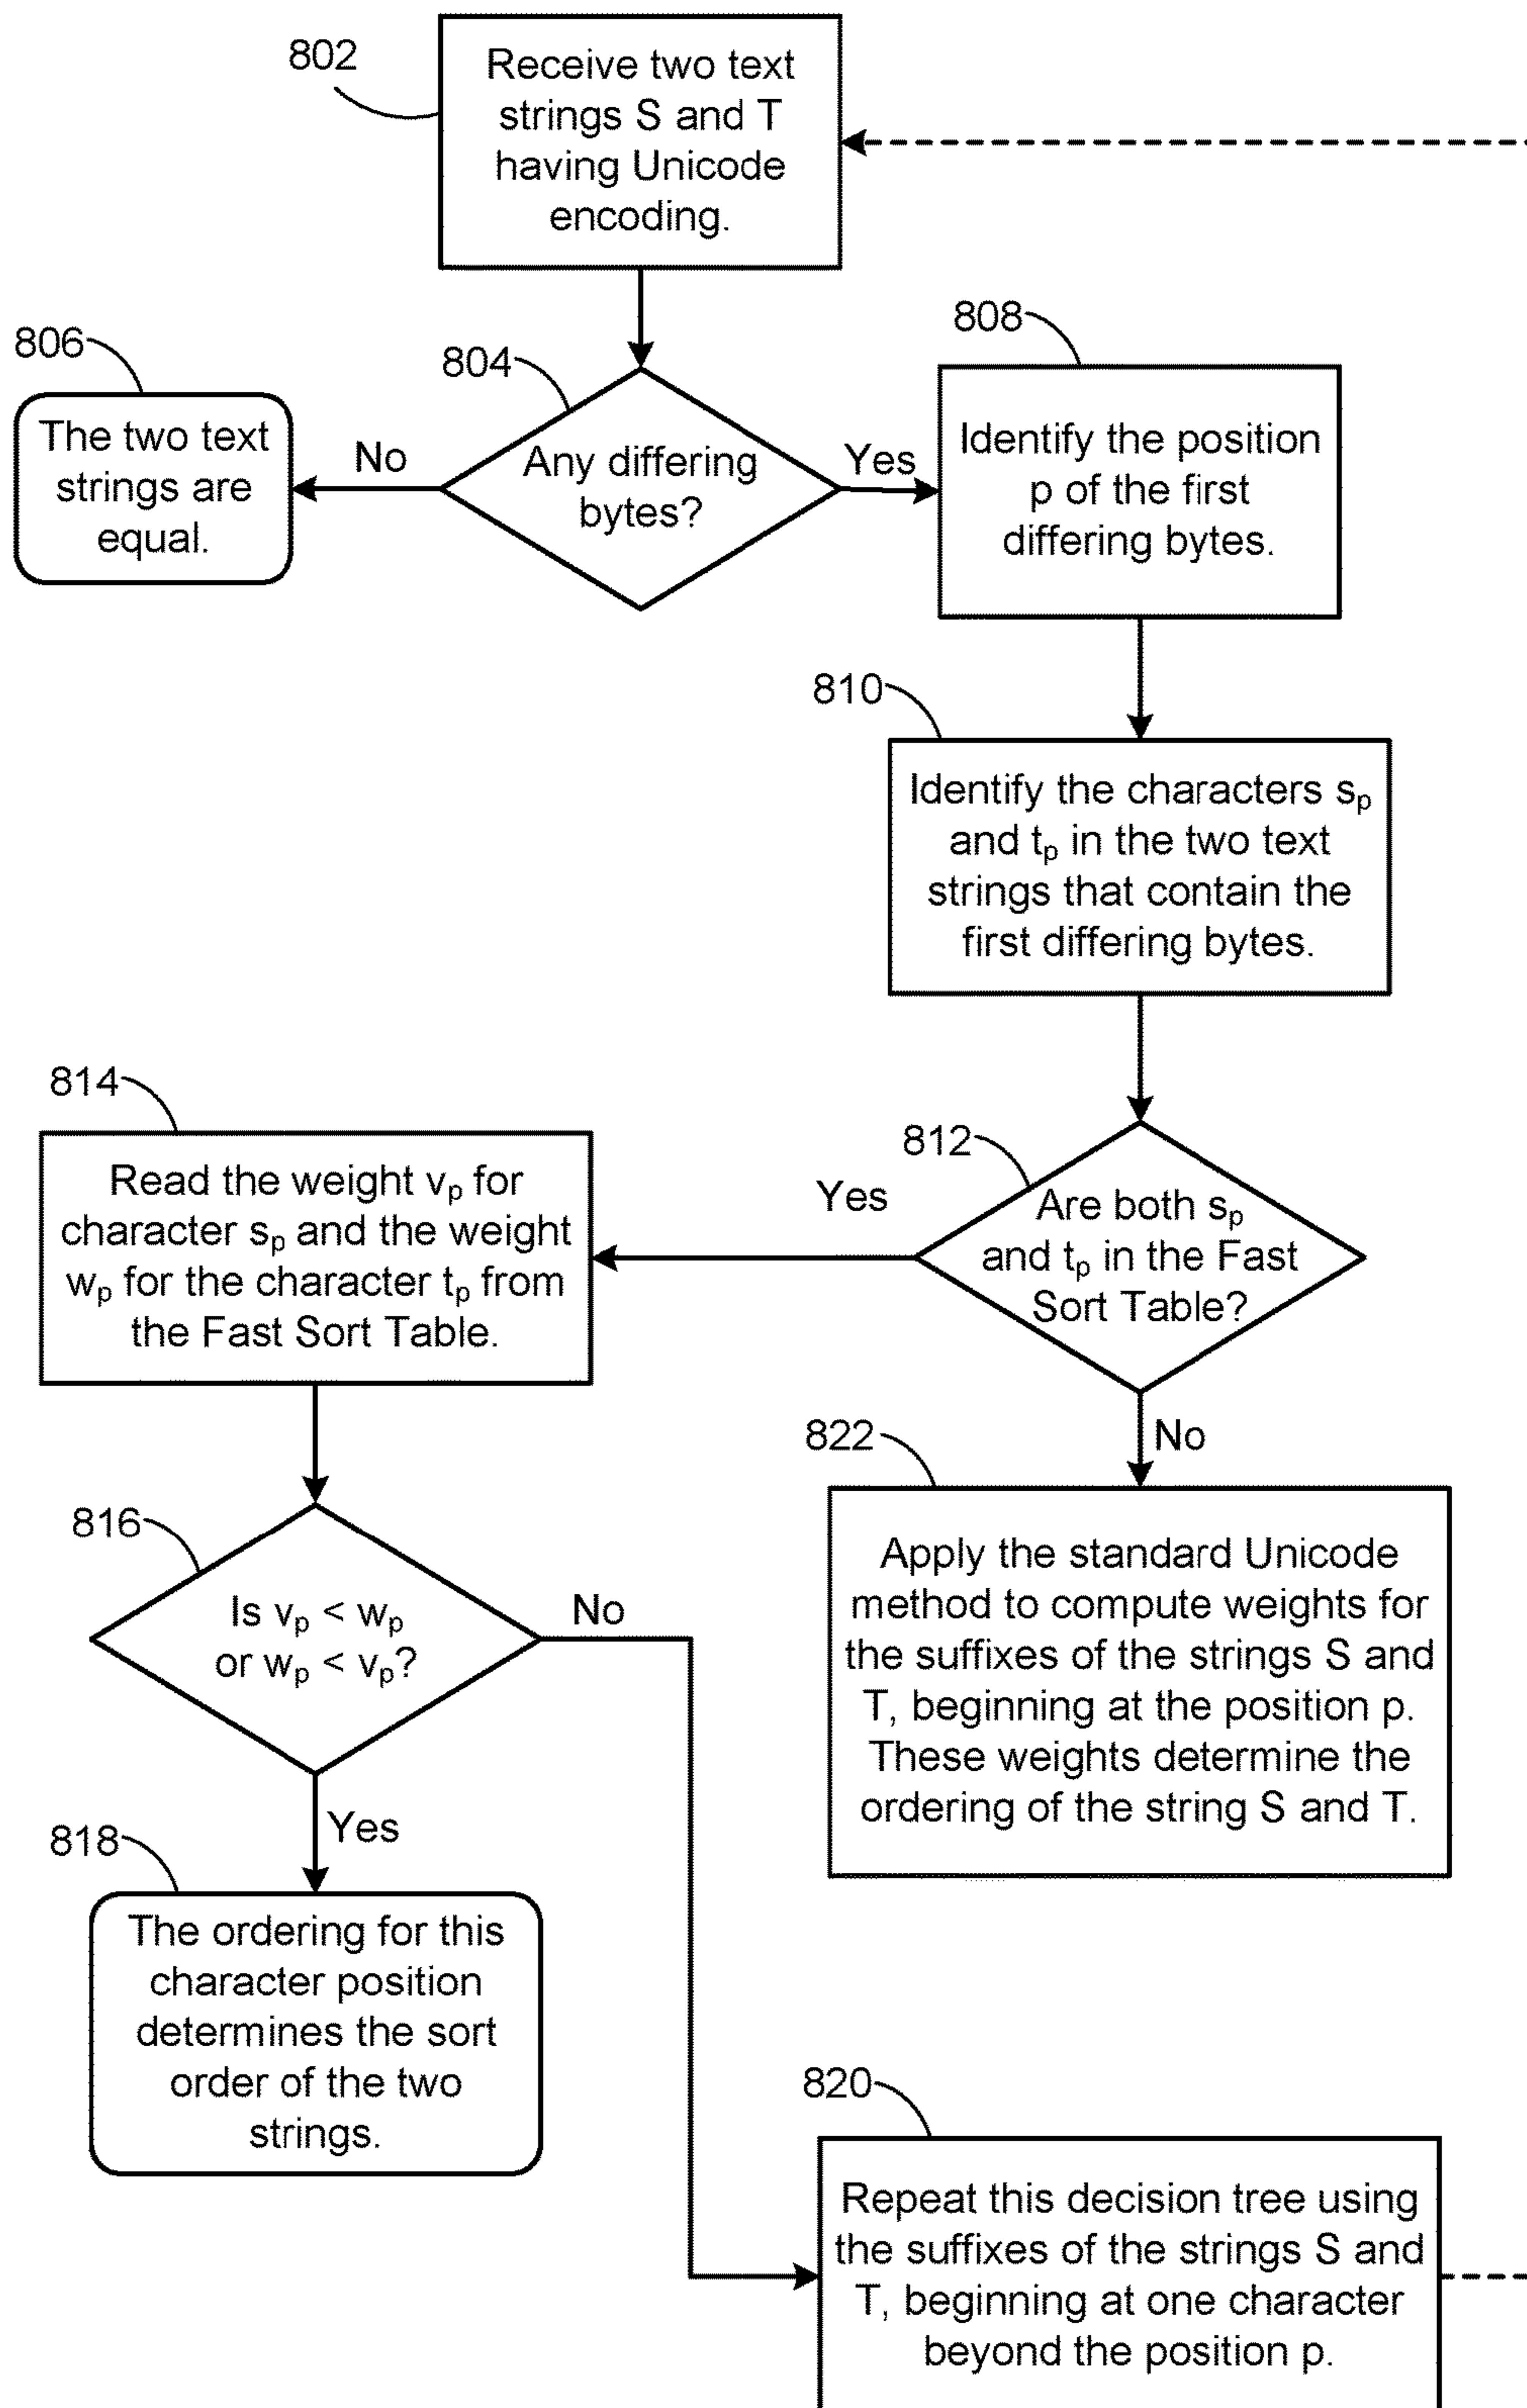 802
Receive two text
strings S and T
having Unicode
encoding.
806
The two text
strings are
equal.
804
Any differing
bytes?
No
Yes
808
Identify the position
p of the first
differing bytes.
810
Identify the characters sₚ
and tₚ in the two text
strings that contain the
first differing bytes.
812
Are both sₚ
and tₚ in the Fast
Sort Table?
Yes
No
814
Read the weight vₚ for
character sₚ and the weight
wₚ for the character tₚ from
the Fast Sort Table.
816
Is vₚ < wₚ
or wₚ < vₚ?
No
Yes
818
The ordering for this
character position
determines the sort
order of the two
strings.
822
Apply the standard Unicode
method to compute weights for
the suffixes of the strings S and
T, beginning at the position p.
These weights determine the
ordering of the string S and T.
820
Repeat this decision tree using
the suffixes of the strings S and
T, beginning at one character
beyond the position p.